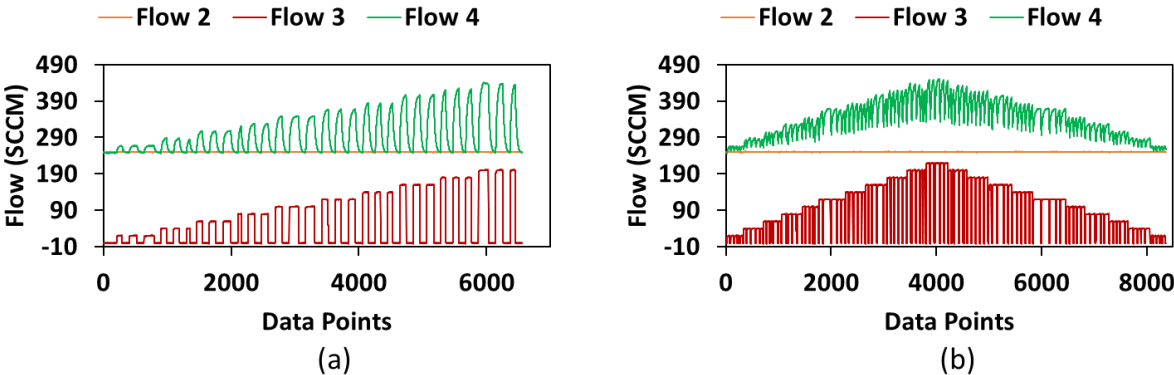 Flow 2 Flow 3 Flow 4
490
390
290
190
90
-10
Flow (SCCM)
0 2000 4000 6000
Data Points
(a)
Flow 2 Flow 3 Flow 4
490
390
290
190
90
-10
Flow (SCCM)
0 2000 4000 6000 8000
Data Points
(b)